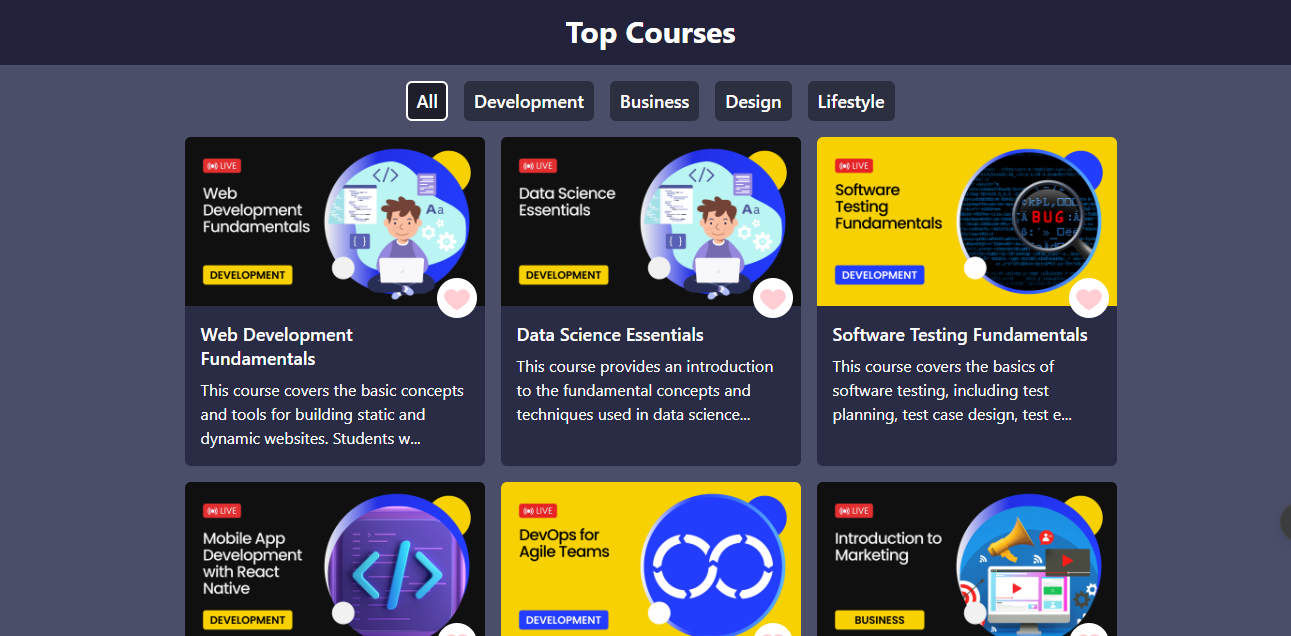 Top Courses
All
Development
Business
Design
Lifestyle
LIVE
Web
Development
Fundamentals
DEVELOPMENT
</>
Aa
{ }
Web Development
Fundamentals
This course covers the basic concepts
and tools for building static and
dynamic websites. Students w...
LIVE
Data Science
Essentials
DEVELOPMENT
</>
Aa
{ }
Data Science Essentials
This course provides an introduction
to the fundamental concepts and
techniques used in data science...
LIVE
Software
Testing
Fundamentals
DEVELOPMENT
BUG
Software Testing Fundamentals
This course covers the basics of
software testing, including test
planning, test case design, test e...
LIVE
Mobile App
Development
with React
Native
DEVELOPMENT
</>
LIVE
DevOps for
Agile Teams
DEVELOPMENT
LIVE
Introduction to
Marketing
BUSINESS